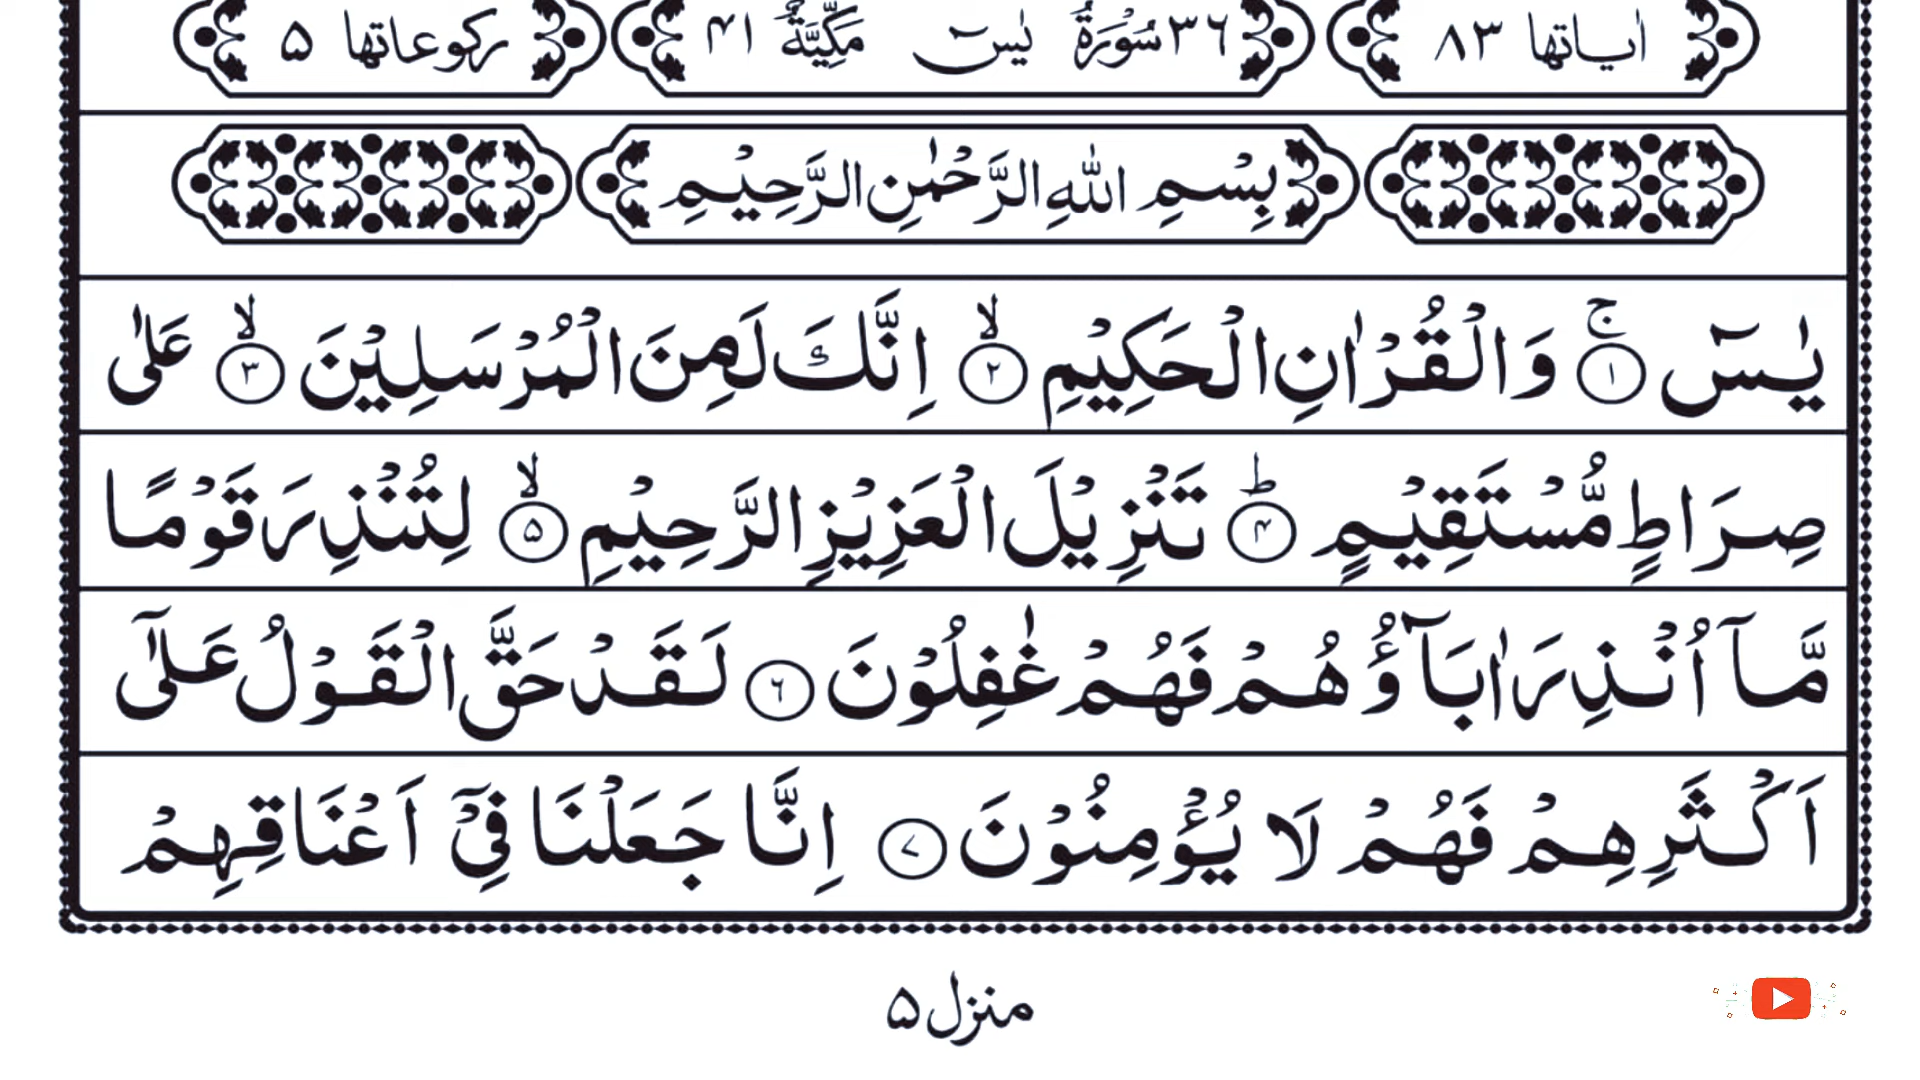 اٰیاتها ۸۳ ۳۶ سُوْرَةُ یٰسٓ مَكِّیَّةٌ ۴۱ ركوعاتها ۵
بِسْمِ اللّٰهِ الرَّحْمٰنِ الرَّحِیْمِ
یٰسٓ ۚ ﴿۱﴾ وَالْقُرْاٰنِ الْحَكِیْمِ ۙ ﴿۲﴾ اِنَّكَ لَمِنَ الْمُرْسَلِیْنَ ۙ ﴿۳﴾ عَلٰی
صِرَاطٍ مُّسْتَقِیْمٍ ؕ ﴿۴﴾ تَنْزِیْلَ الْعَزِیْزِ الرَّحِیْمِ ۙ ﴿۵﴾ لِتُنْذِرَ قَوْمًا
مَّاۤ اُنْذِرَ اٰبَآؤُهُمْ فَهُمْ غٰفِلُوْنَ ﴿۶﴾ لَقَدْ حَقَّ الْقَوْلُ عَلٰۤی
اَكْثَرِهِمْ فَهُمْ لَا یُؤْمِنُوْنَ ﴿۷﴾ اِنَّا جَعَلْنَا فِیْۤ اَعْنَاقِهِمْ
منزل ۵